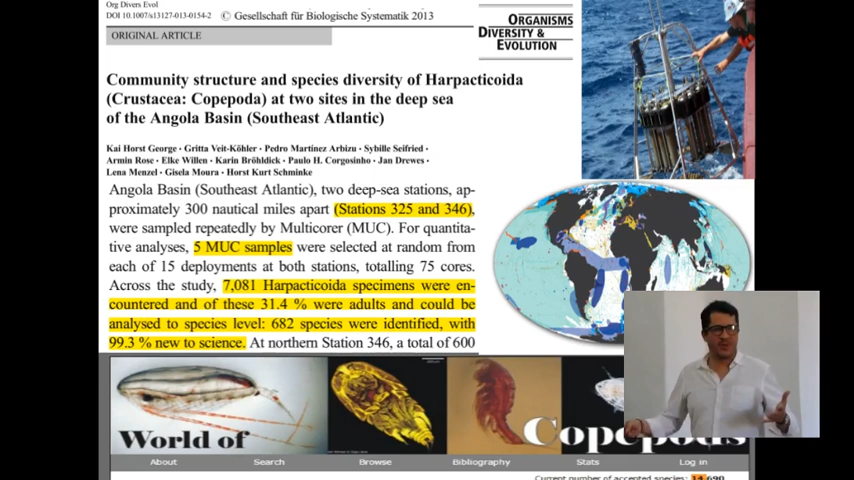 Org Divers Evol
DOI 10.1007/s13127-013-0154-2
© Gesellschaft für Biologische Systematik 2013
ORGANISMS
DIVERSITY &
EVOLUTION
ORIGINAL ARTICLE
Community structure and species diversity of Harpacticoida
(Crustacea: Copepoda) at two sites in the deep sea
of the Angola Basin (Southeast Atlantic)
Kai Horst George · Gritta Veit-Köhler · Pedro Martínez Arbizu · Sybille Seifried ·
Armin Rose · Elke Willen · Karin Bröhldick · Paulo H. Corgosinho · Jan Drewes ·
Lena Menzel · Gisela Moura · Horst Kurt Schminke
Angola Basin (Southeast Atlantic), two deep-sea stations, ap-
proximately 300 nautical miles apart (Stations 325 and 346),
were sampled repeatedly by Multicorer (MUC). For quantita-
tive analyses, 5 MUC samples were selected at random from
each of 15 deployments at both stations, totalling 75 cores.
Across the study, 7,081 Harpacticoida specimens were en-
countered and of these 31.4 % were adults and could be
analysed to species level: 682 species were identified, with
99.3 % new to science. At northern Station 346, a total of 600
World of Copepods
About Search Browse Bibliography Stats Log in
Current number of accepted species: 14,690